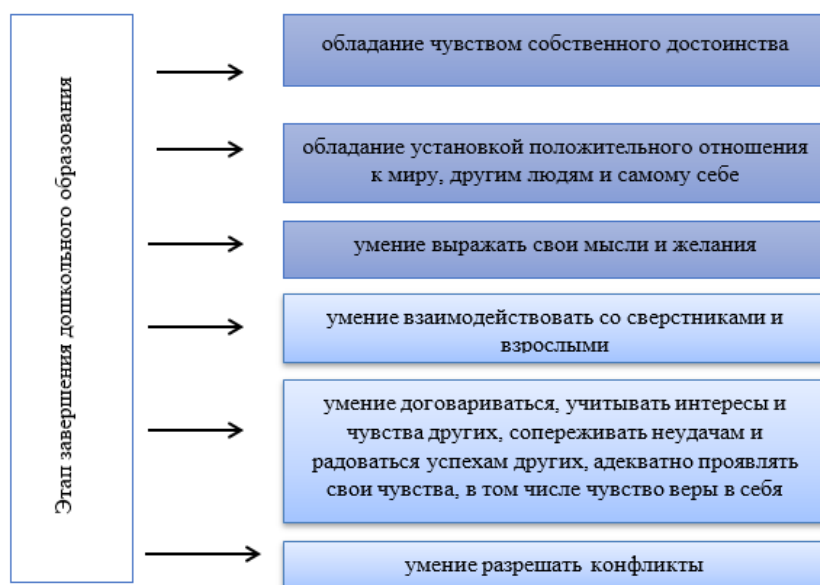 Этап завершения дошкольного образования
обладание чувством собственного достоинства
обладание установкой положительного отношения
к миру, другим людям и самому себе
умение выражать свои мысли и желания
умение взаимодействовать со сверстниками и
взрослыми
умение договариваться, учитывать интересы и
чувства других, сопереживать неудачам и
радоваться успехам других, адекватно проявлять
свои чувства, в том числе чувство веры в себя
умение разрешать конфликты